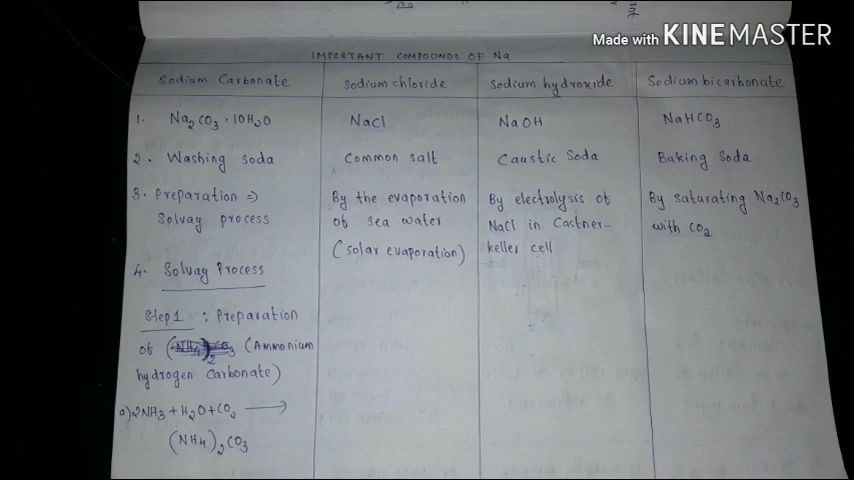 Made with KINEMASTER
IMPORTANT COMPOUNDS OF Na
Sodium Carbonate
1. Na2CO3·10H2O
2. Washing soda
3. Preparation ⇒
Solvay process
4. Solvay Process
Step 1 : Preparation
of (NH4)2CO3 (Ammonium
hydrogen carbonate)
a) 2NH3 + H2O + CO2 ⟶
(NH4)2CO3
Sodium chloride
NaCl
Common salt
By the evaporation
of sea water
(solar evaporation)
Sodium hydroxide
NaOH
Caustic Soda
By electrolysis of
NaCl in Castner-
keller cell
Sodium bicarbonate
NaHCO3
Baking Soda
By saturating Na2CO3
with CO2